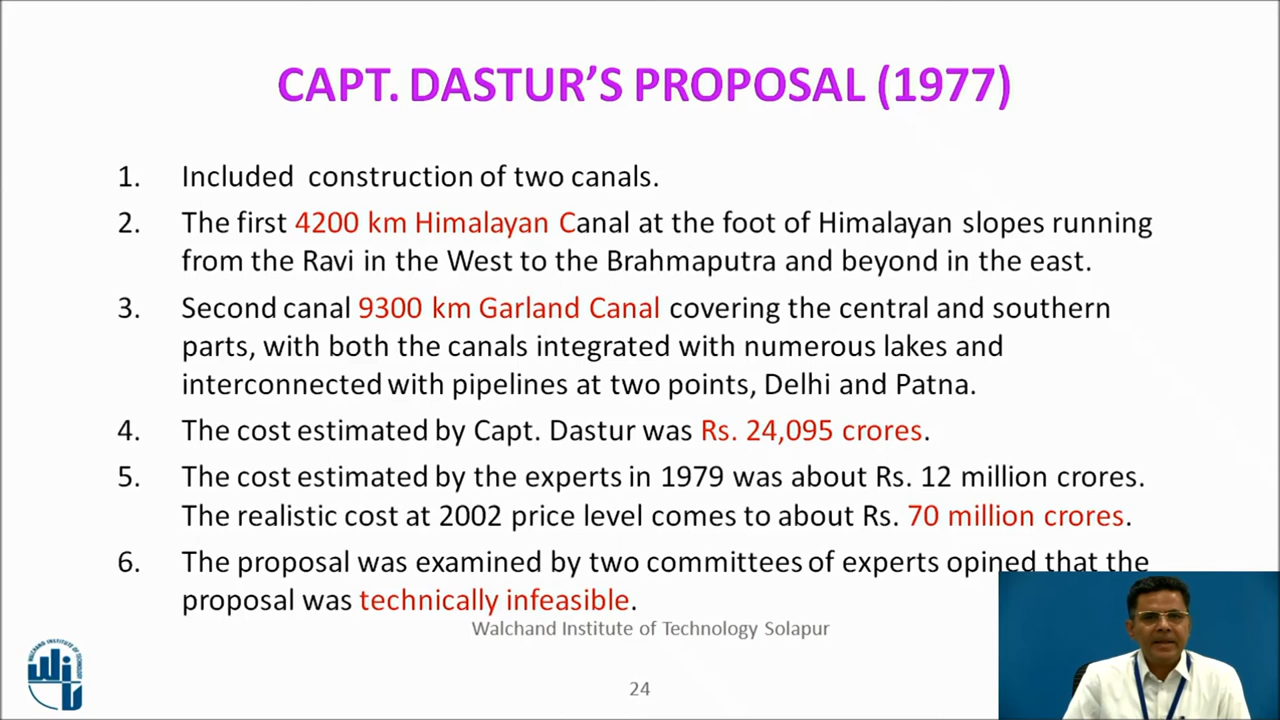 CAPT. DASTUR'S PROPOSAL (1977)
1. Included construction of two canals.
2. The first 4200 km Himalayan Canal at the foot of Himalayan slopes running
from the Ravi in the West to the Brahmaputra and beyond in the east.
3. Second canal 9300 km Garland Canal covering the central and southern
parts, with both the canals integrated with numerous lakes and
interconnected with pipelines at two points, Delhi and Patna.
4. The cost estimated by Capt. Dastur was Rs. 24,095 crores.
5. The cost estimated by the experts in 1979 was about Rs. 12 million crores.
The realistic cost at 2002 price level comes to about Rs. 70 million crores.
6. The proposal was examined by two committees of experts opined that the
proposal was technically infeasible.
Walchand Institute of Technology Solapur
WALCHAND INSTITUTE OF TECHNOLOGY
WIT
24